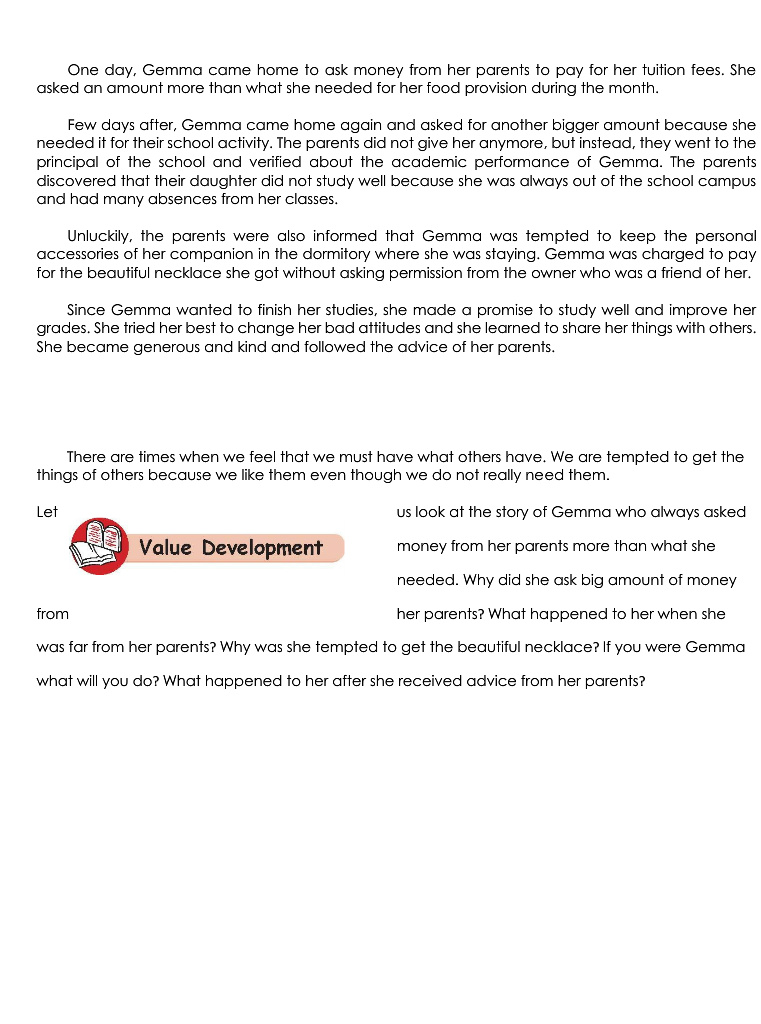 One day, Gemma came home to ask money from her parents to pay for her tuition fees. She
asked an amount more than what she needed for her food provision during the month.
Few days after, Gemma came home again and asked for another bigger amount because she
needed it for their school activity. The parents did not give her anymore, but instead, they went to the
principal of the school and verified about the academic performance of Gemma. The parents
discovered that their daughter did not study well because she was always out of the school campus
and had many absences from her classes.
Unluckily, the parents were also informed that Gemma was tempted to keep the personal
accessories of her companion in the dormitory where she was staying. Gemma was charged to pay
for the beautiful necklace she got without asking permission from the owner who was a friend of her.
Since Gemma wanted to finish her studies, she made a promise to study well and improve her
grades. She tried her best to change her bad attitudes and she learned to share her things with others.
She became generous and kind and followed the advice of her parents.
There are times when we feel that we must have what others have. We are tempted to get the
things of others because we like them even though we do not really need them.
Let us look at the story of Gemma who always asked
Value Development
money from her parents more than what she
needed. Why did she ask big amount of money
from her parents? What happened to her when she
was far from her parents? Why was she tempted to get the beautiful necklace? If you were Gemma
what will you do? What happened to her after she received advice from her parents?